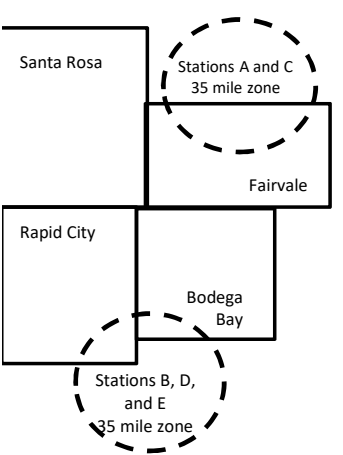 Santa Rosa
Stations A and C
35 mile zone
Fairvale
Rapid City
Bodega
Bay
Stations B, D,
and E
35 mile zone